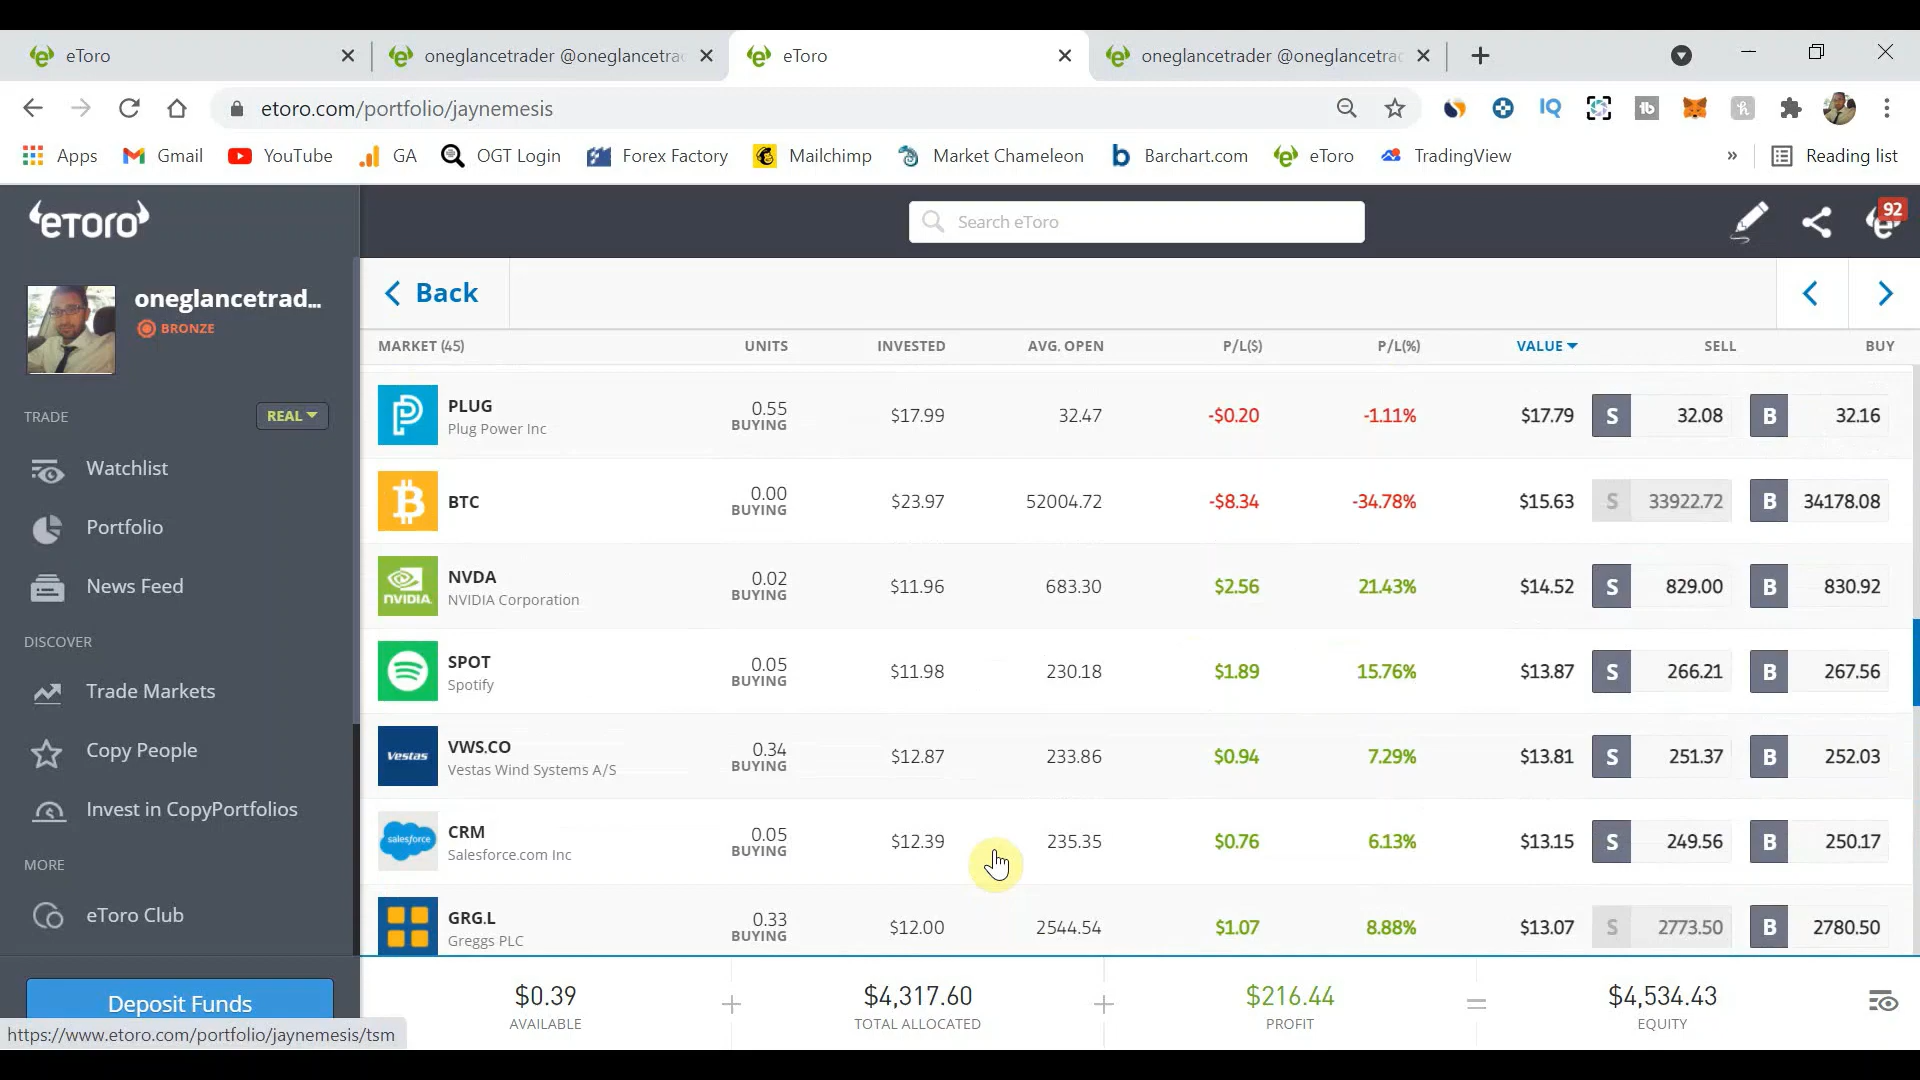 eToro
oneglancetrader @oneglancetrac
eToro
oneglancetrader @oneglancetrac
etoro.com/portfolio/jaynemesis
Apps
Gmail
YouTube
GA
OGT Login
Forex Factory
Mailchimp
Market Chameleon
Barchart.com
eToro
TradingView
»
Reading list
eTORO
Search eToro
92
oneglancetrad...
BRONZE
Back
MARKET (45) UNITS INVESTED AVG. OPEN P/L($) P/L(%) VALUE SELL BUY
TRADE
REAL
Watchlist
Portfolio
News Feed
DISCOVER
Trade Markets
Copy People
Invest in CopyPortfolios
MORE
eToro Club
Deposit Funds
PLUG 0.55 $17.99 32.47 -$0.20 -1.11% $17.79 S 32.08 B 32.16
Plug Power Inc BUYING
BTC 0.00 $23.97 52004.72 -$8.34 -34.78% $15.63 S 33922.72 B 34178.08
BUYING
NVDA 0.02 $11.96 683.30 $2.56 21.43% $14.52 S 829.00 B 830.92
NVIDIA Corporation BUYING
NVIDIA.
SPOT 0.05 $11.98 230.18 $1.89 15.76% $13.87 S 266.21 B 267.56
Spotify BUYING
VWS.CO 0.34 $12.87 233.86 $0.94 7.29% $13.81 S 251.37 B 252.03
Vestas Wind Systems A/S BUYING
Vestas
CRM 0.05 $12.39 235.35 $0.76 6.13% $13.15 S 249.56 B 250.17
Salesforce.com Inc BUYING
salesforce
GRG.L 0.33 $12.00 2544.54 $1.07 8.88% $13.07 S 2773.50 B 2780.50
Greggs PLC BUYING
$0.39 + $4,317.60 + $216.44 = $4,534.43
AVAILABLE TOTAL ALLOCATED PROFIT EQUITY
https://www.etoro.com/portfolio/jaynemesis/tsm